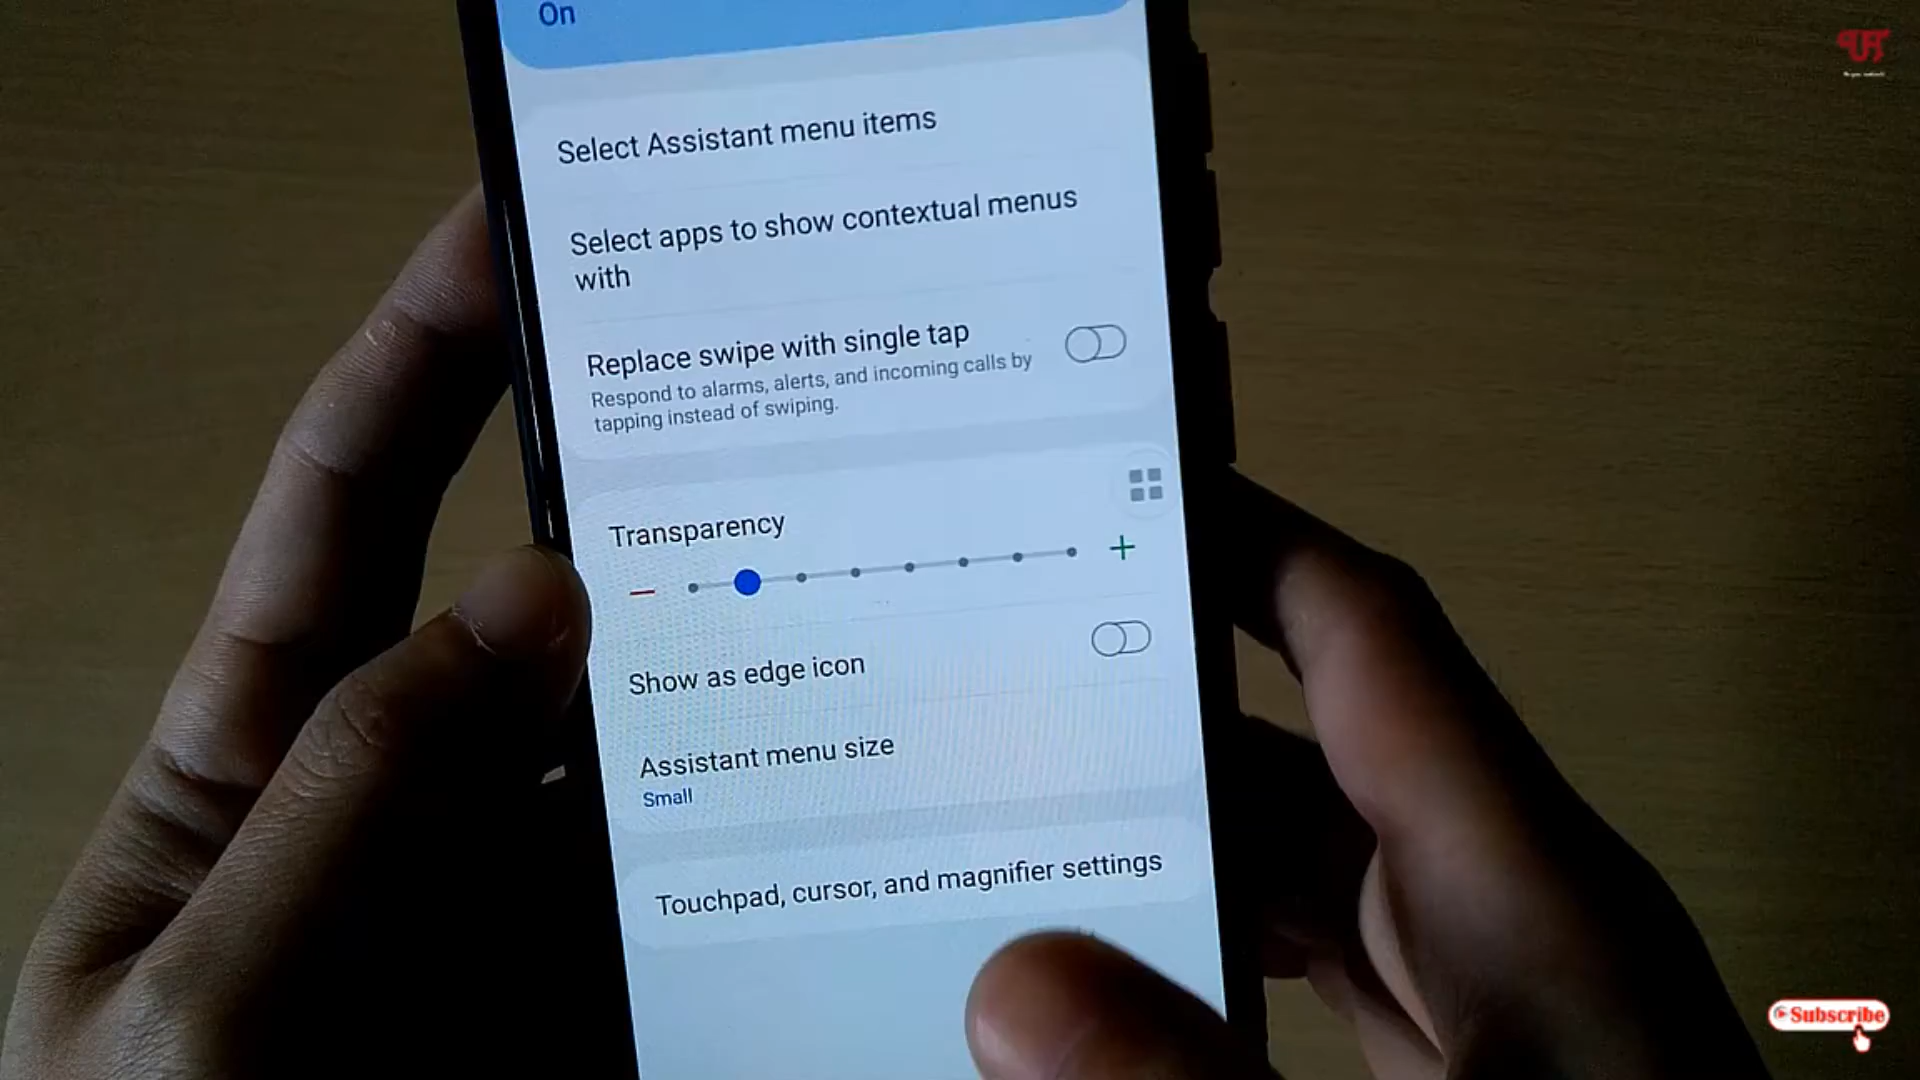 On
Select Assistant menu items
Select apps to show contextual menus
with
Replace swipe with single tap
Respond to alarms, alerts, and incoming calls by
tapping instead of swiping.
Transparency
Show as edge icon
Assistant menu size
Small
Touchpad, cursor, and magnifier settings
Subscribe